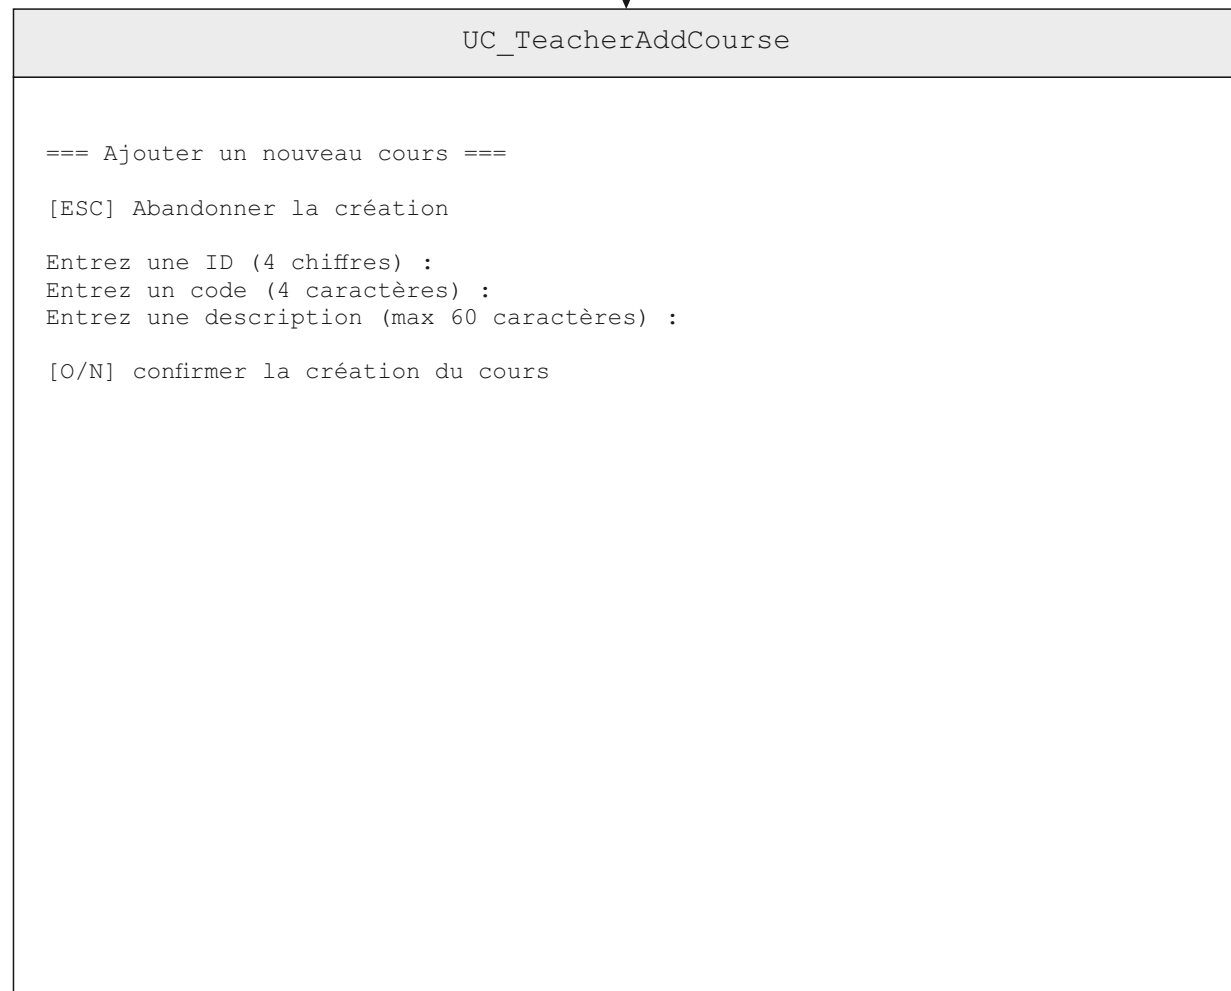 UC_TeacherAddCourse
=== Ajouter un nouveau cours ===
[ESC] Abandonner la création
Entrez une ID (4 chiffres) :
Entrez un code (4 caractères) :
Entrez une description (max 60 caractères) :
[O/N] confirmer la création du cours